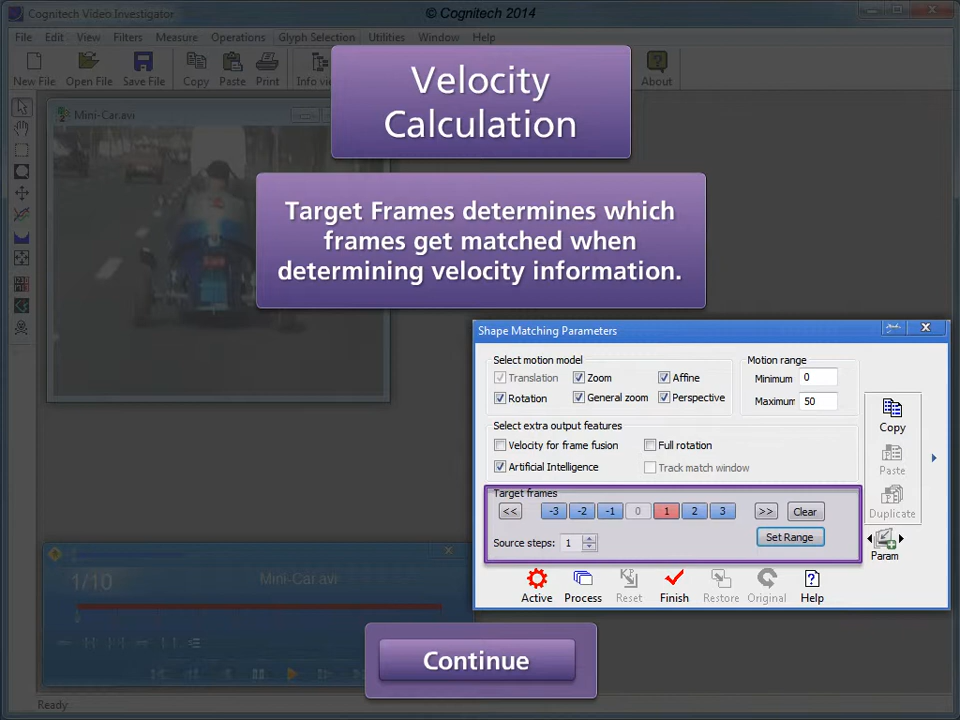 Cognitech Video Investigator
© Cognitech 2014
File Edit View Filters Measure Operations Glyph Selection Utilities Window Help
New File Open File Save File Copy Paste Print Info vi About
Mini-Car.avi
Velocity
Calculation
Target Frames determines which
frames get matched when
determining velocity information.
Shape Matching Parameters
Select motion model
Translation Zoom Affine
Rotation General zoom Perspective
Motion range
Minimum 0
Maximum 50
Select extra output features
Velocity for frame fusion Full rotation
Artificial Intelligence Track match window
Target frames
<< -3 -2 -1 0 1 2 3 >> Clear
Source steps: 1 Set Range
Copy
Paste
Duplicate
Param
Active Process Reset Finish Restore Original Help
1/10 Mini-Car.avi
Continue
Ready